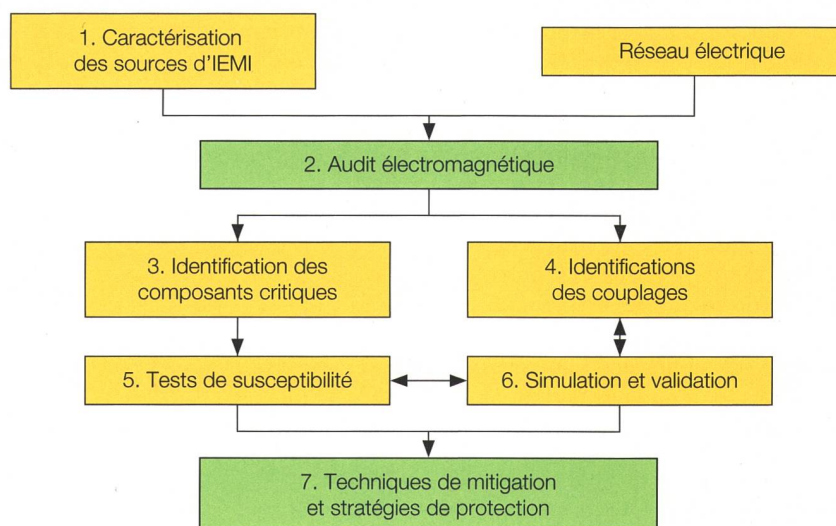 1. Caractérisation
des sources d'IEMI
Réseau électrique
2. Audit électromagnétique
3. Identification des
composants critiques
4. Identifications
des couplages
5. Tests de susceptibilité
6. Simulation et validation
7. Techniques de mitigation
et stratégies de protection